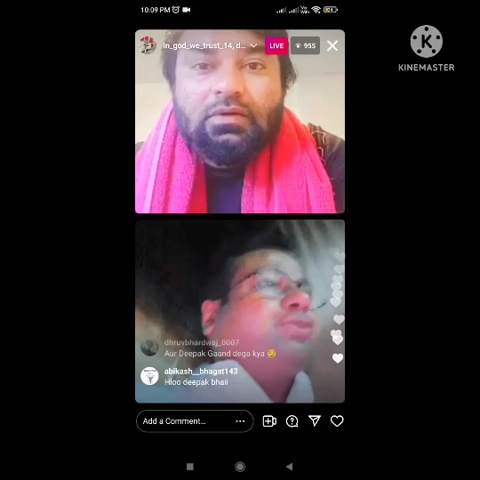 10:09 PM
in_god_we_trust_14, d...
LIVE
955
KINEMASTER
dhruvbhardwaj_0007
Aur Deepak Gaand dega kya 🧐
abikash__bhagat143
Hloo deepak bhaii
Add a Comment...